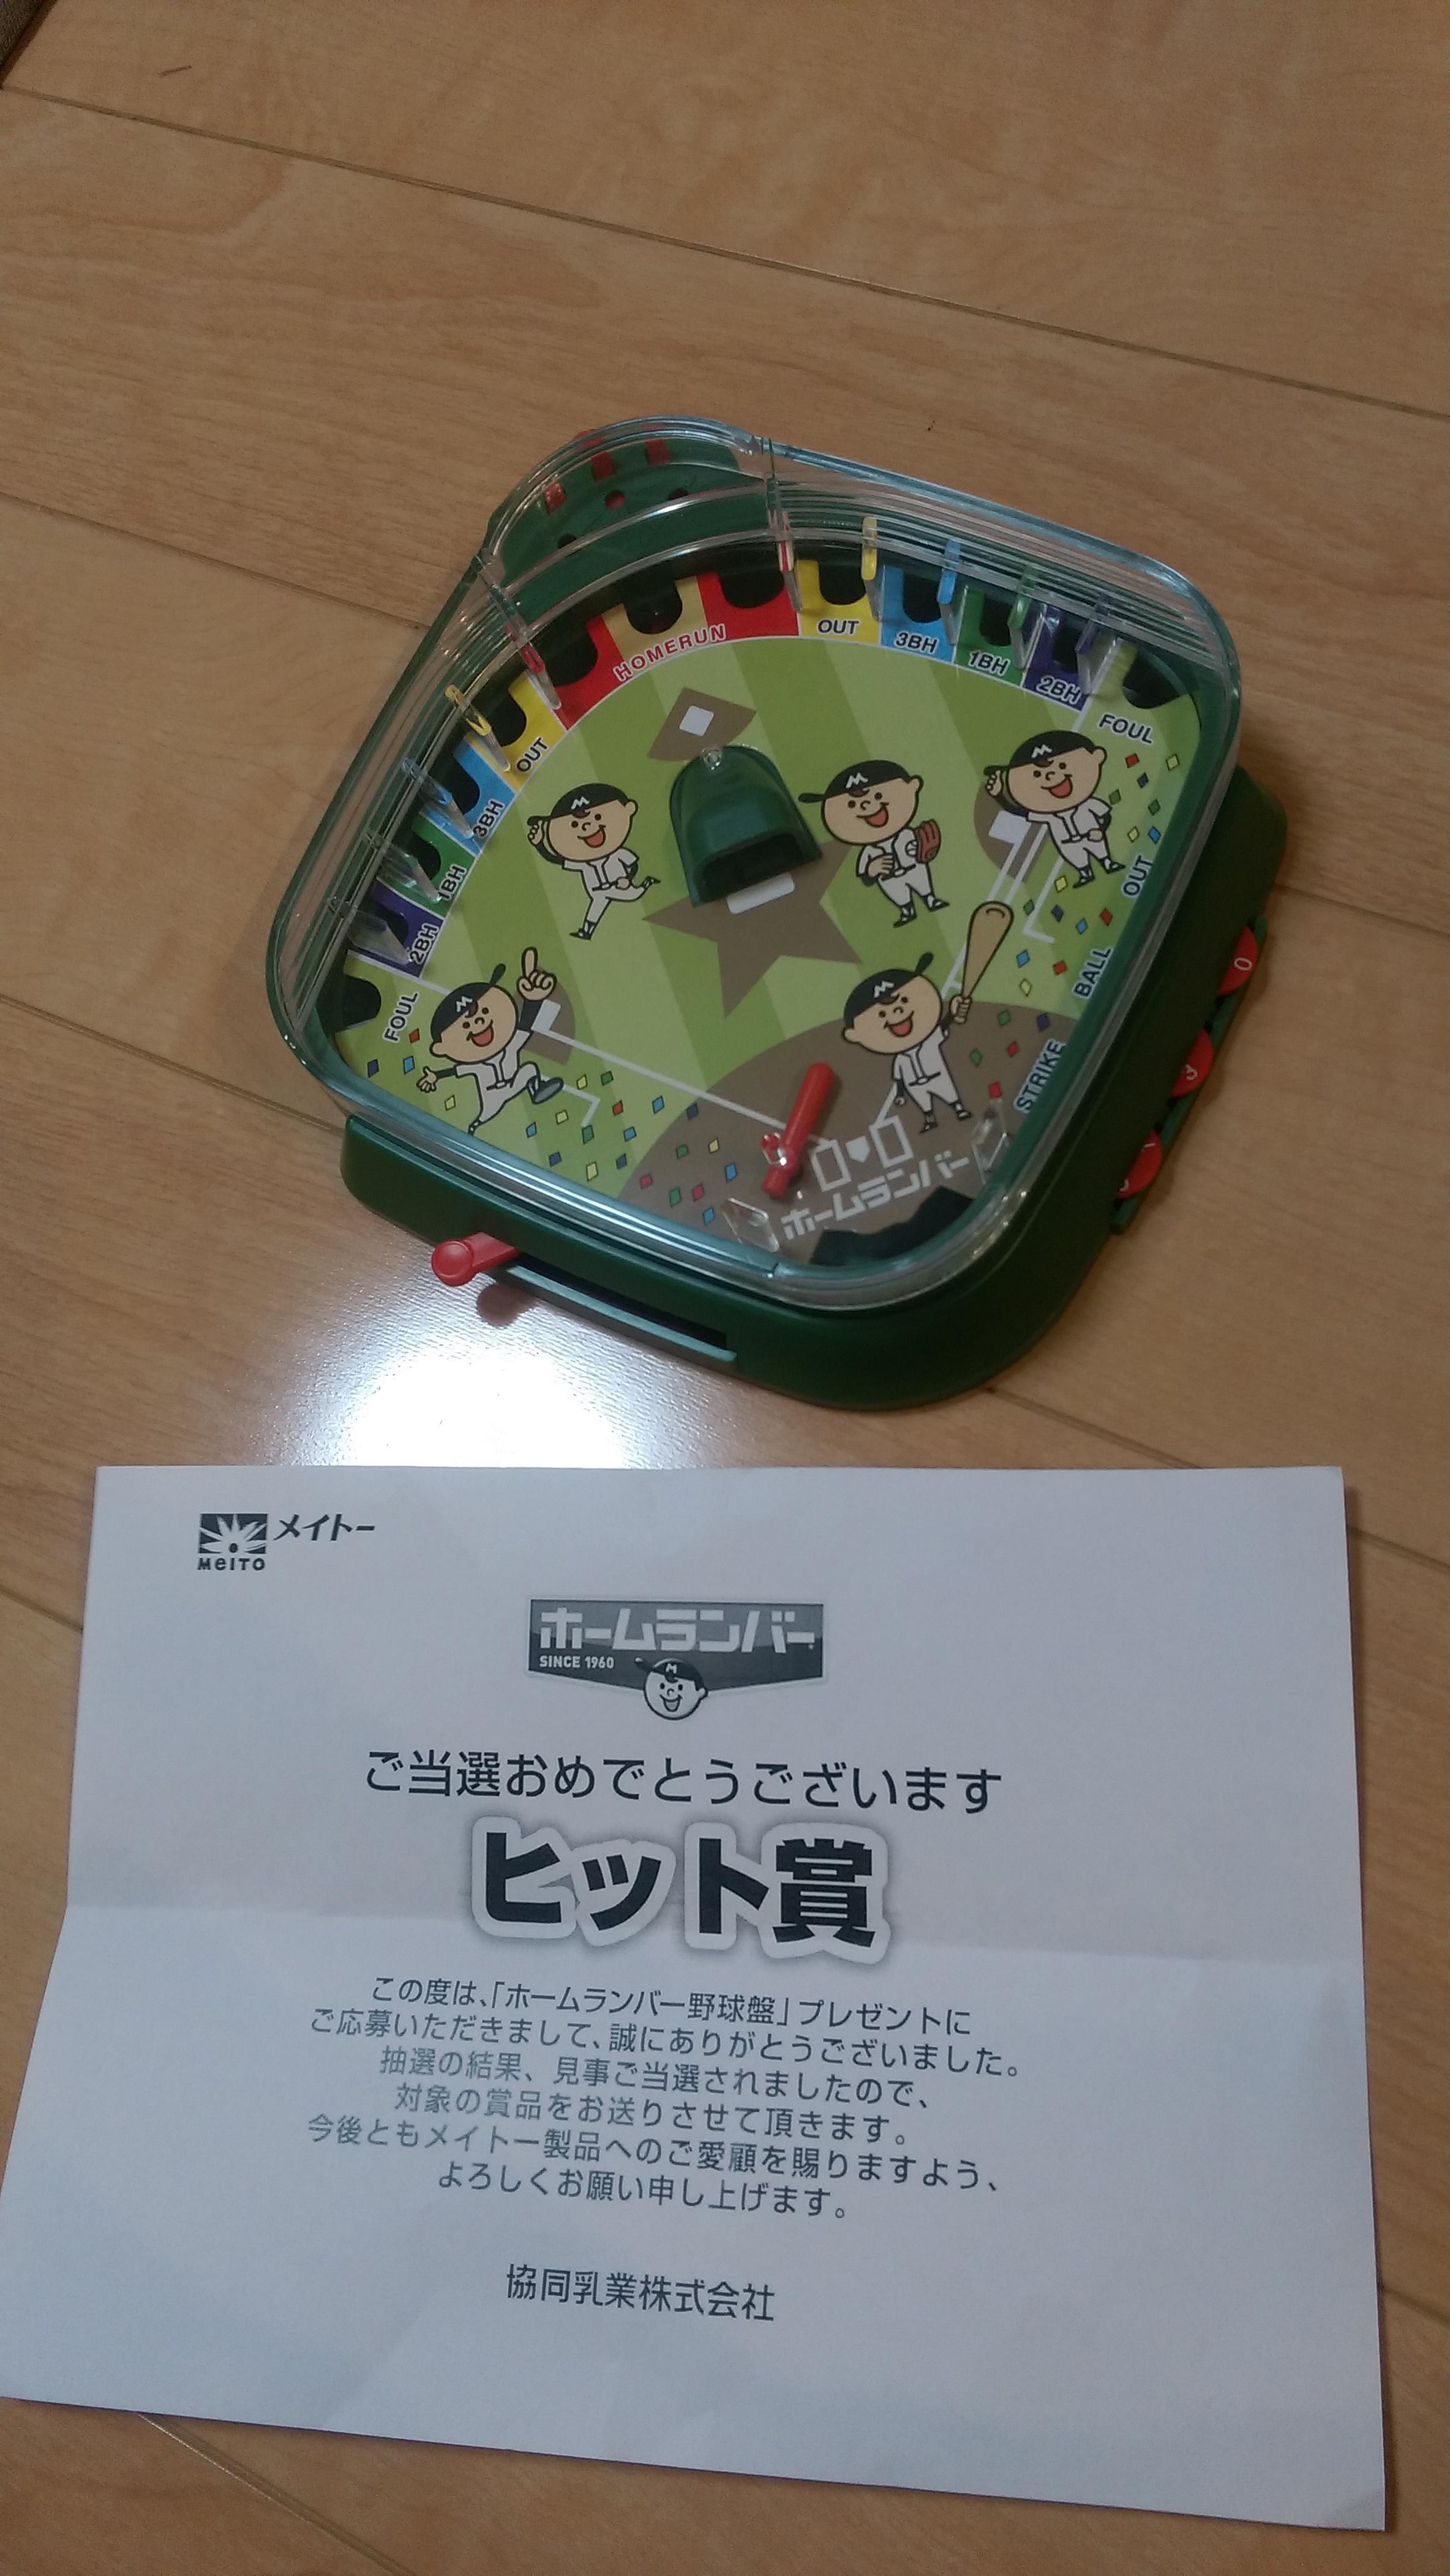 HOMERUN
OUT
3BH
1BH
2BH
FOUL
OUT
3BH
1BH
2BH
FOUL
OUT
BALL
STRIKE
M
M
M
M
M
ホームランバー
0
3
メイトー
MeiTO
ホームランバー
SINCE 1960
M
ご当選おめでとうございます
ヒット賞
この度は、「ホームランバー野球盤」プレゼントに
ご応募いただきまして、誠にありがとうございました。
抽選の結果、見事ご当選されましたので、
対象の賞品をお送りさせて頂きます。
今後ともメイトー製品へのご愛顧を賜りますよう、
よろしくお願い申し上げます。
協同乳業株式会社